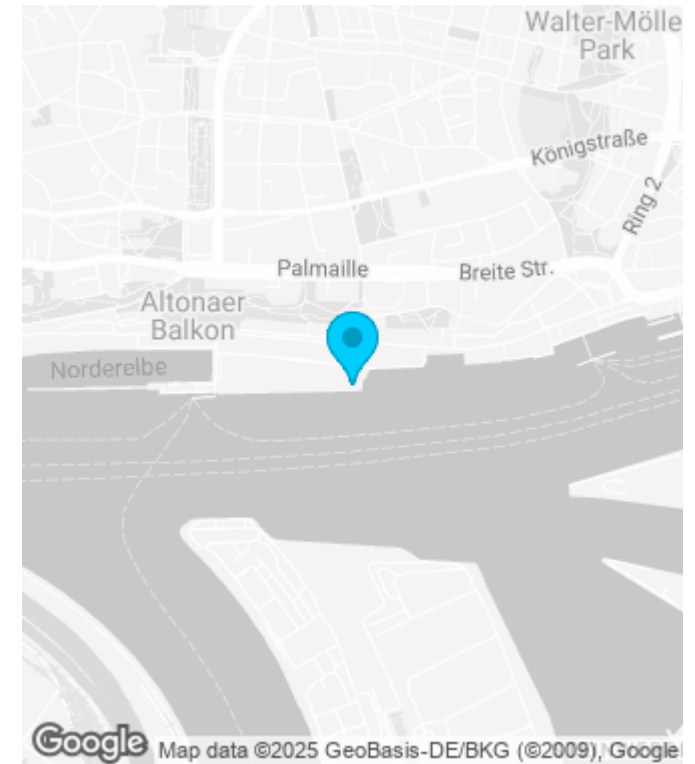 Walter-Mölle
Park
Königstraße
Ring 2
Palmaille
Breite Str.
Altonaer
Balkon
Norderelbe
Google
Map data ©2025 GeoBasis-DE/BKG (©2009), Google